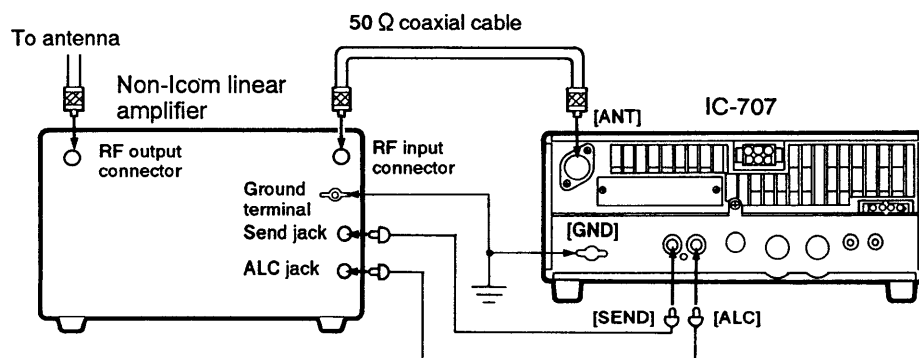 50 Ω coaxial cable
To antenna
Non-Icom linear
amplifier
IC-707
[ANT]
RF output
connector
RF input
connector
Ground
terminal
[GND]
Send jack
ALC jack
[SEND]
[ALC]